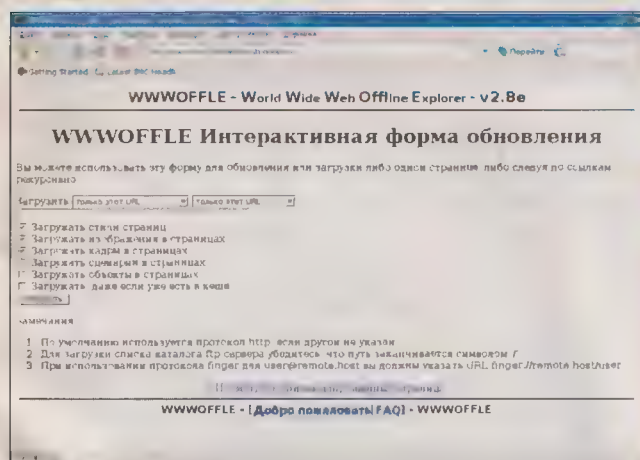 Перейти
Getting Started Latest BBC Headli
WWWOFFLE - World Wide Web Offline Explorer - v2.8e
WWWOFFLE Интерактивная форма обновления
Вы можете использовать эту форму для обновления или загрузки либо одной страницы либо следуя по ссылкам
рекурсивно
Загрузить только этот URL только этот URL
Загружать стили страниц
Загружать изображения в страницах
Загружать кадры в страницах
Загружать сценарии в страницах
Загружать объекты в страницах
Загружать даже если уже есть в кеше
Замечания
1 По умолчанию используется протокол http если другой не указан
2 Для загрузки списка каталога ftp сервера убедитесь что путь заканчивается символом /
3 При использовании протокола finger для user@remote.host вы должны указать URL finger://remote.host/user
WWWOFFLE - [Добро пожаловать|FAQ] - WWWOFFLE